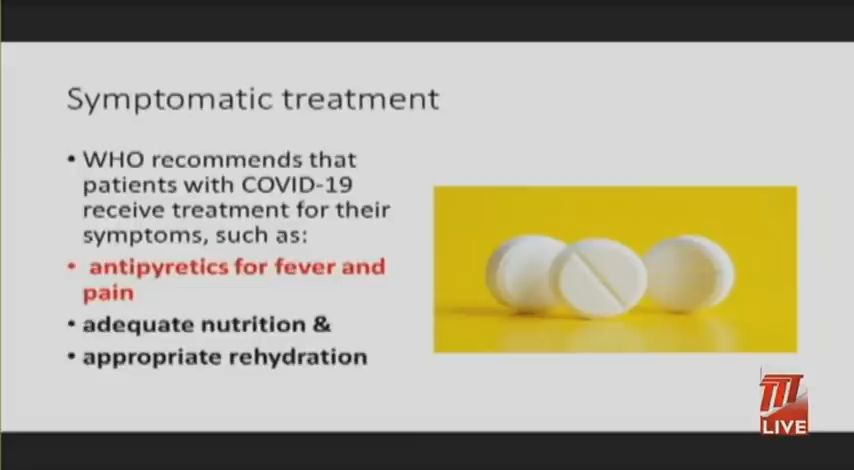 Symptomatic treatment
• WHO recommends that
patients with COVID-19
receive treatment for their
symptoms, such as:
• antipyretics for fever and
pain
• adequate nutrition &
• appropriate rehydration
LIVE